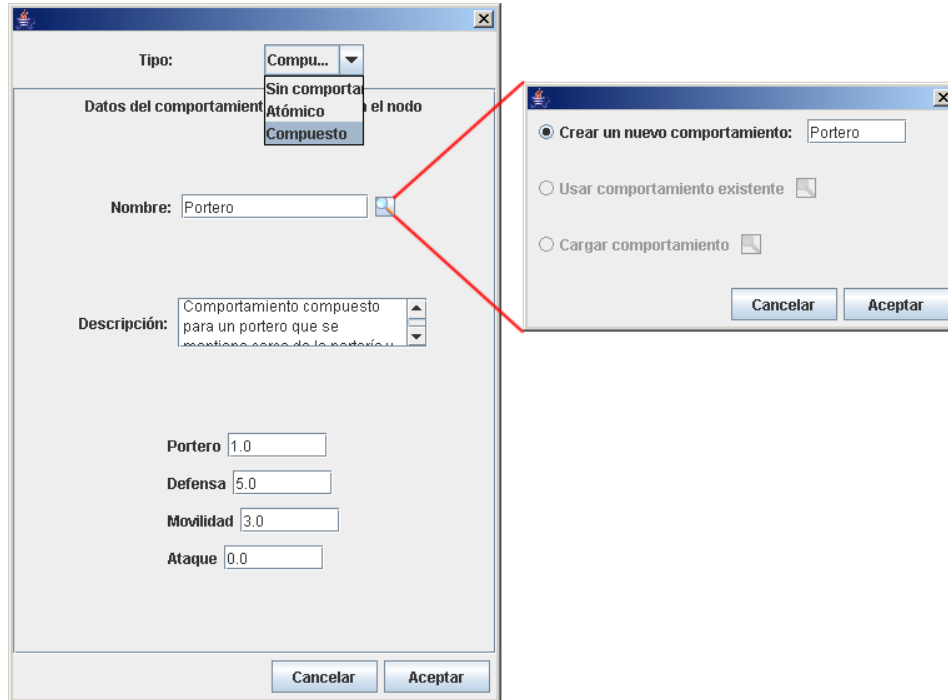 Tipo:
Compu...
Sin comporta
Atómico
Compuesto
Datos del comportamient
el nodo
Nombre:
Portero
Descripción:
Comportamiento compuesto
para un portero que se
Portero 1.0
Defensa 5.0
Movilidad 3.0
Ataque 0.0
Cancelar
Aceptar
Crear un nuevo comportamiento:
Portero
Usar comportamiento existente
Cargar comportamiento
Cancelar
Aceptar